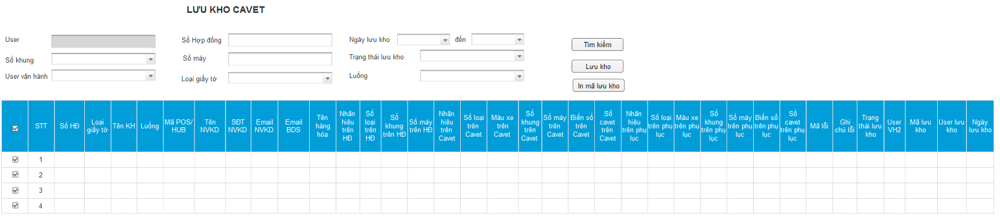 LƯU KHO CAVET
User
Số Hợp đồng
Ngày lưu kho
đến
Tìm kiếm
Số khung
Số máy
Trạng thái lưu kho
Lưu kho
User vận hành
Loại giấy tờ
Luồng
In mã lưu kho
STT
Số HĐ
Loại
giấy tờ
Tên KH
Luồng
Mã POS/
HUB
Tên
NVKD
SĐT
NVKD
Email
NVKD
Email
BDS
Tên
hàng
hóa
Nhãn
hiệu
trên
HĐ
Số
loại
trên
HĐ
Số
khung
trên HĐ
Số máy
trên HĐ
Nhãn
hiệu
trên
Cavet
Số loại
trên
Cavet
Màu xe
trên
Cavet
Số
khung
trên
Cavet
Số máy
trên
Cavet
Biển số
trên
Cavet
Số
cavet
trên
Cavet
Nhãn
hiệu
trên phụ
lục
Số loại
trên phụ
lục
Màu xe
trên phụ
lục
Số
khung
trên phụ
lục
Số máy
trên phụ
lục
Biển số
trên phụ
lục
Số
cavet
trên phụ
lục
Mã lỗi
Ghi
chú lỗi
Trạng
thái lưu
kho
User
VH2
Mã lưu
kho
User lưu
kho
Ngày
lưu kho
1
2
3
4